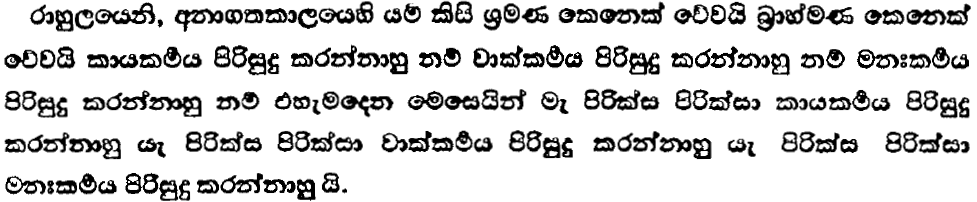 රාහුලයෙනි, අනාගතකාලයෙහි යම් කිසි ශ්‍රමණ කෙනෙක් වෙවයි බ්‍රාහ්මණ කෙනෙක්
වෙවයි කායකර්‍මය පිරිසුදු කරන්නාහු නම් වාක්කර්‍මය පිරිසුදු කරන්නාහු නම් මනඃකර්‍මය
පිරිසුදු කරන්නාහු නම් එහැමදෙන මෙසෙයින් මැ පිරික්ස පිරික්සා කායකර්‍මය පිරිසුදු
කරන්නාහු යැ පිරික්ස පිරික්සා වාක්කර්‍මය පිරිසුදු කරන්නාහු යැ පිරික්ස පිරික්සා
මනඃකර්‍මය පිරිසුදු කරන්නාහු යි.